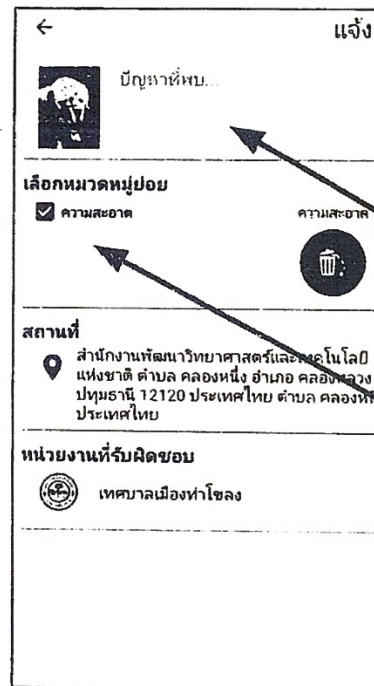 ← แจ้ง
ปัญหาที่พบ...
เลือกหมวดหมู่ย่อย
ความสะอาด
ความสะอาด
สถานที่
สำนักงานพัฒนาวิทยาศาสตร์และเทคโนโลยี
แห่งชาติ ตำบล คลองหนึ่ง อำเภอ คลองหลวง
ปทุมธานี 12120 ประเทศไทย ตำบล
ประเทศไทย
หน่วยงานที่รับผิดชอบ
เทศบาลเมืองท่าโขลง